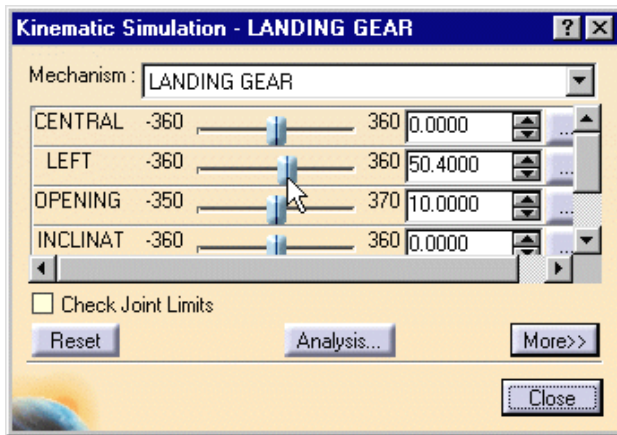 Kinematic Simulation - LANDING GEAR ? ×
Mechanism : LANDING GEAR
CENTRAL -360 360 0.0000 ...
LEFT -360 360 50.4000 ...
OPENING -350 370 10.0000 ...
INCLINAT -360 360 0.0000 ...
Check Joint Limits
Reset Analysis... More>>
Close